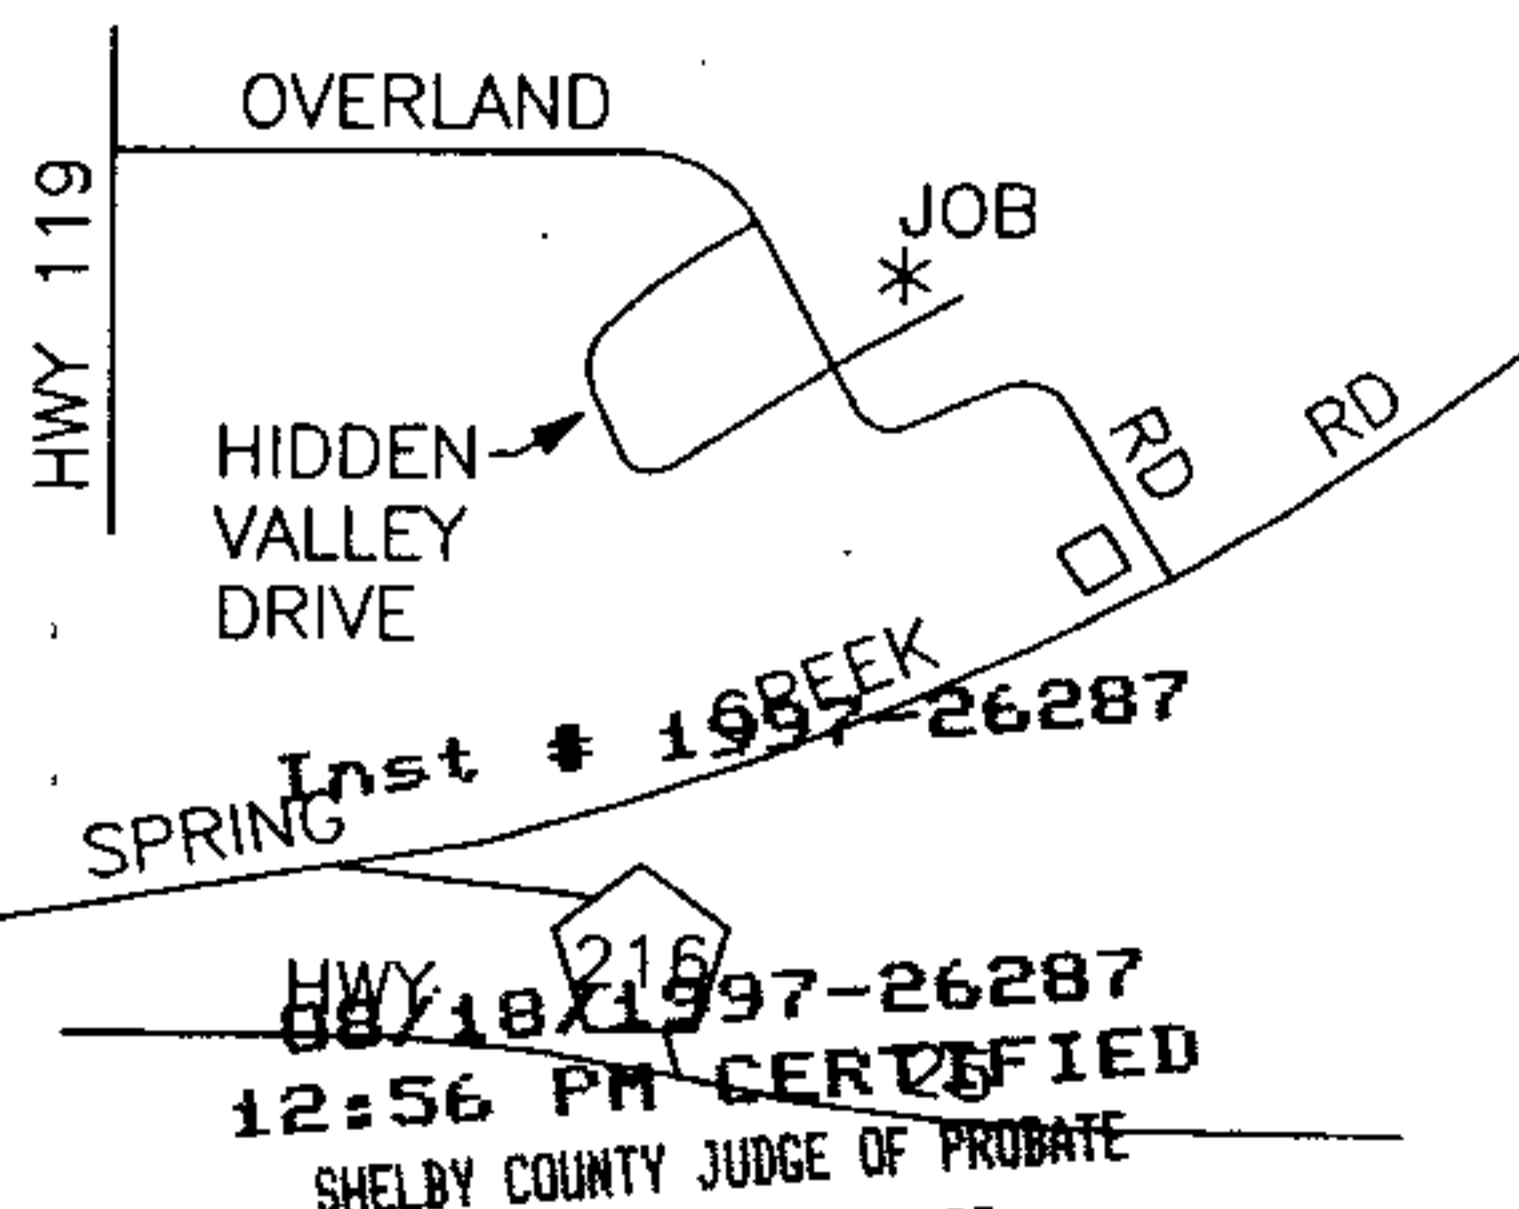 OVERLAND
HWY 119
JOB
HIDDEN
VALLEY
DRIVE
RD
RD
CREEK
Inst # 1997-26287
SPRING
216
HWY
08/18/1997-26287
26
12:56 PM CERTIFIED
SHELBY COUNTY JUDGE OF PROBATE